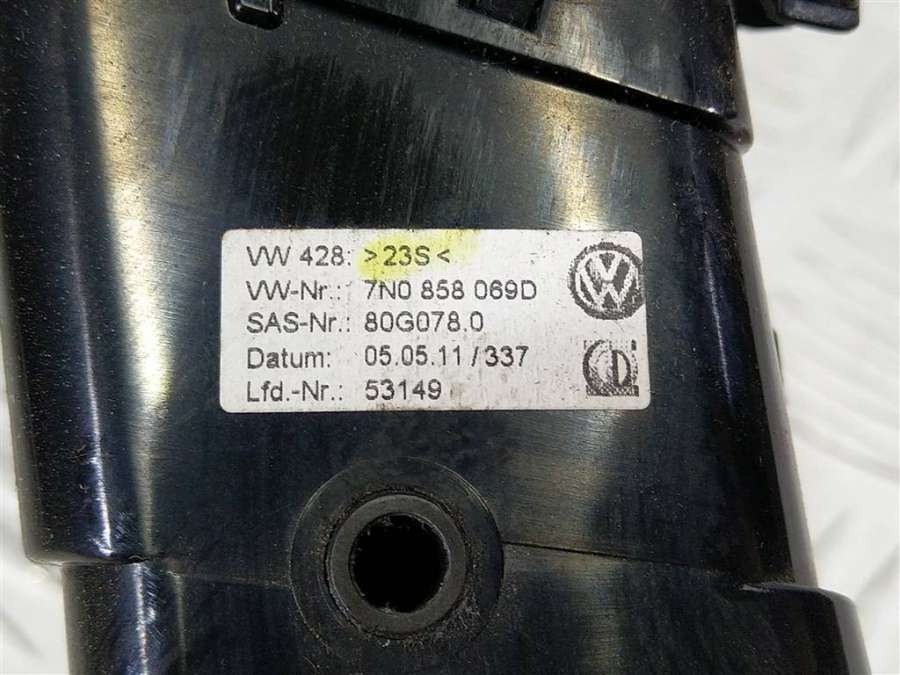 VW 428: >23S<
VW-Nr.: 7N0 858 069D
SAS-Nr.: 80G078.0
Datum: 05.05.11 / 337
Lfd.-Nr.: 53149